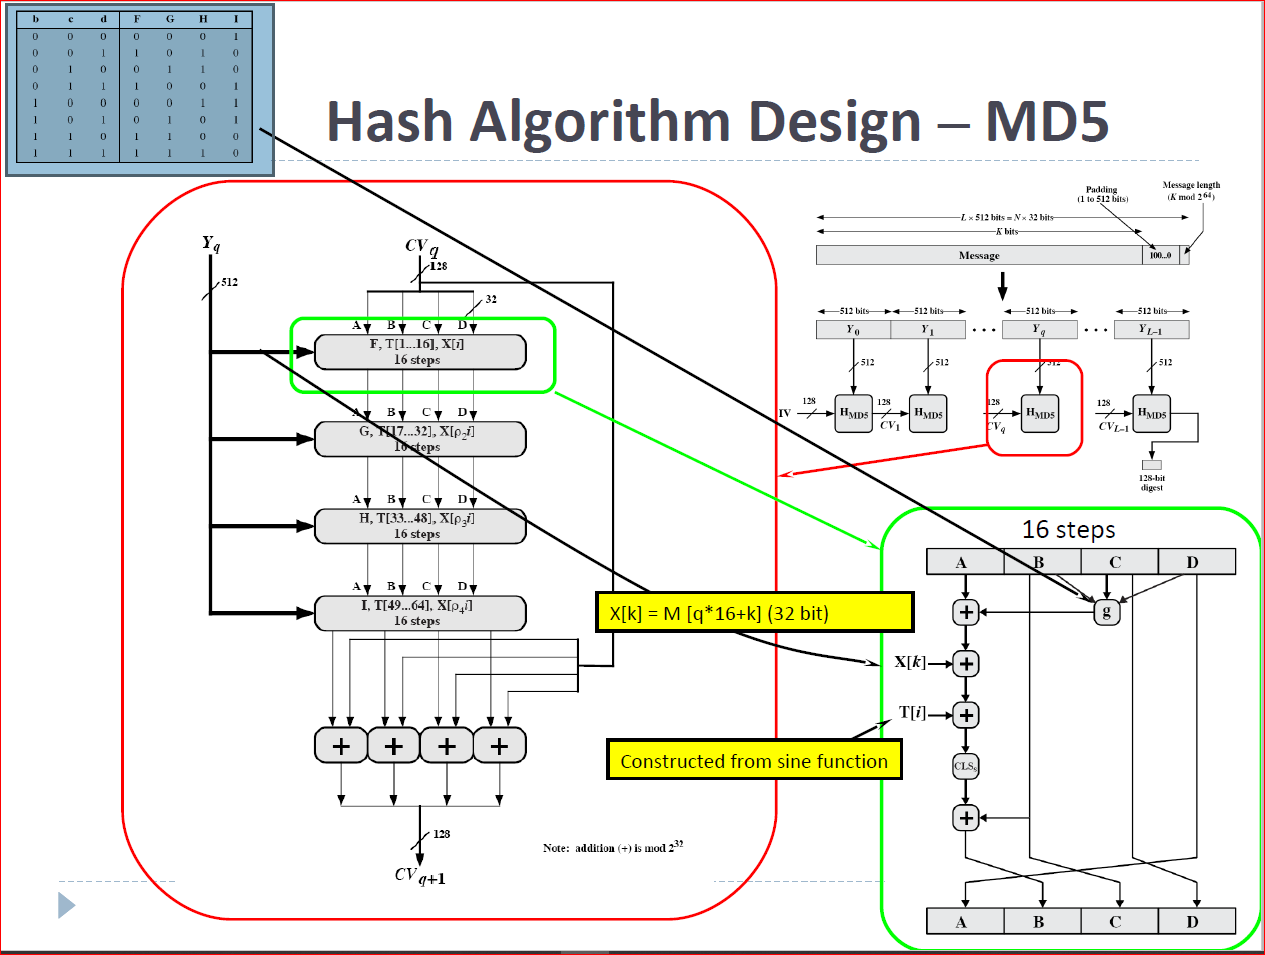 b c d F G H I
0 0 0 0 0 0 1
0 0 1 1 0 1 0
0 1 0 0 1 1 0
0 1 1 1 0 0 1
1 0 0 0 0 1 1
1 0 1 0 1 0 1
1 1 0 1 1 0 0
1 1 1 1 1 1 0
Hash Algorithm Design – MD5
Y_q
512
CV_q
128
32
A B C D
F, T[1...16], X[i]
16 steps
A B C D
G, T[17...32], X[ρ₂i]
16 steps
A B C D
H, T[33...48], X[ρ₃i]
16 steps
A B C D
I, T[49...64], X[ρ₄i]
16 steps
+ + + +
128
CV_q+1
Note: addition (+) is mod 2³²
Padding
(1 to 512 bits)
Message length
(K mod 2⁶⁴)
L × 512 bits = N × 32 bits
K bits
Message
100...0
512 bits 512 bits 512 bits 512 bits
Y₀ Y₁ • • • Y_q • • • Y_L–1
512 512 512 512
IV 128 H_MD5 128 CV₁ H_MD5 128 CV_q H_MD5 128 CV_L–1 H_MD5
128-bit
digest
16 steps
A B C D
+ g
X[k] = M [q*16+k] (32 bit)
X[k] +
T[i] +
Constructed from sine function
CLS_s
+
A B C D